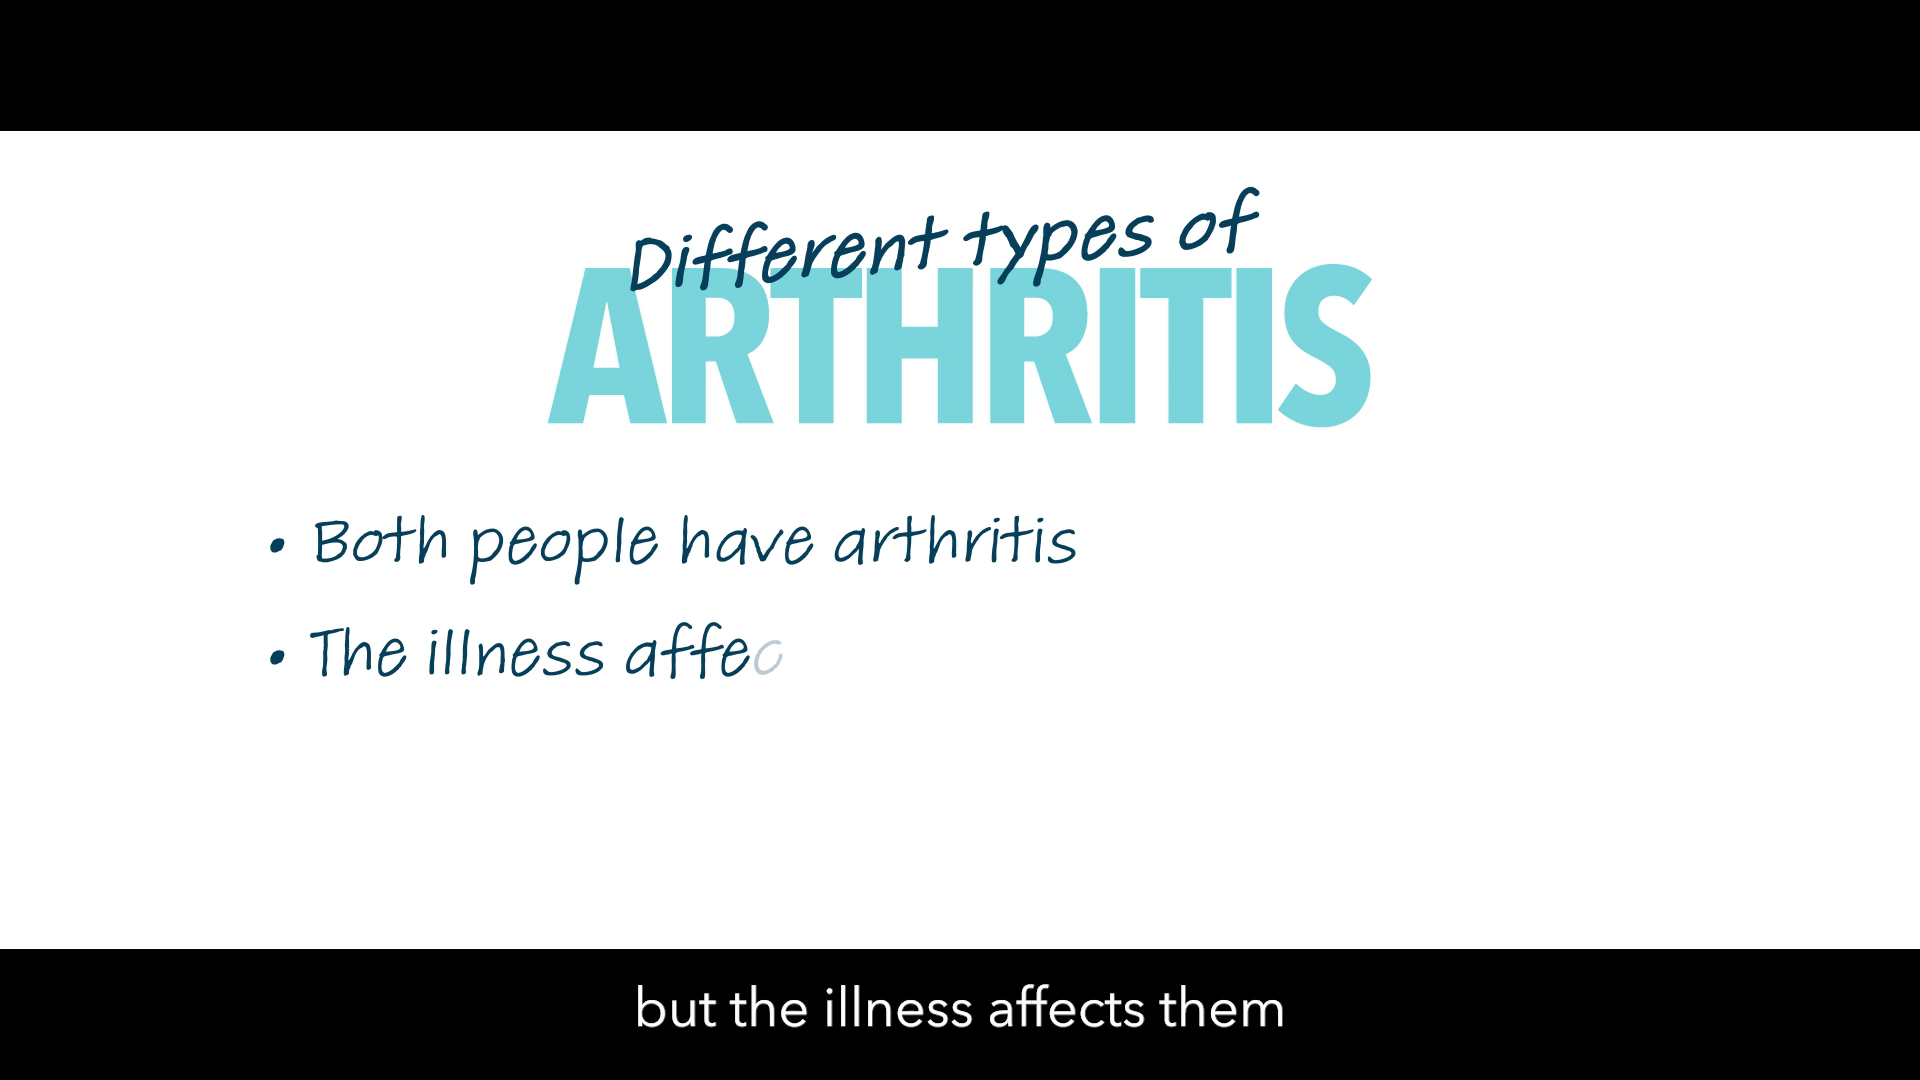 Different types of
ARTHRITIS
• Both people have arthritis
• The illness affec
but the illness affects them